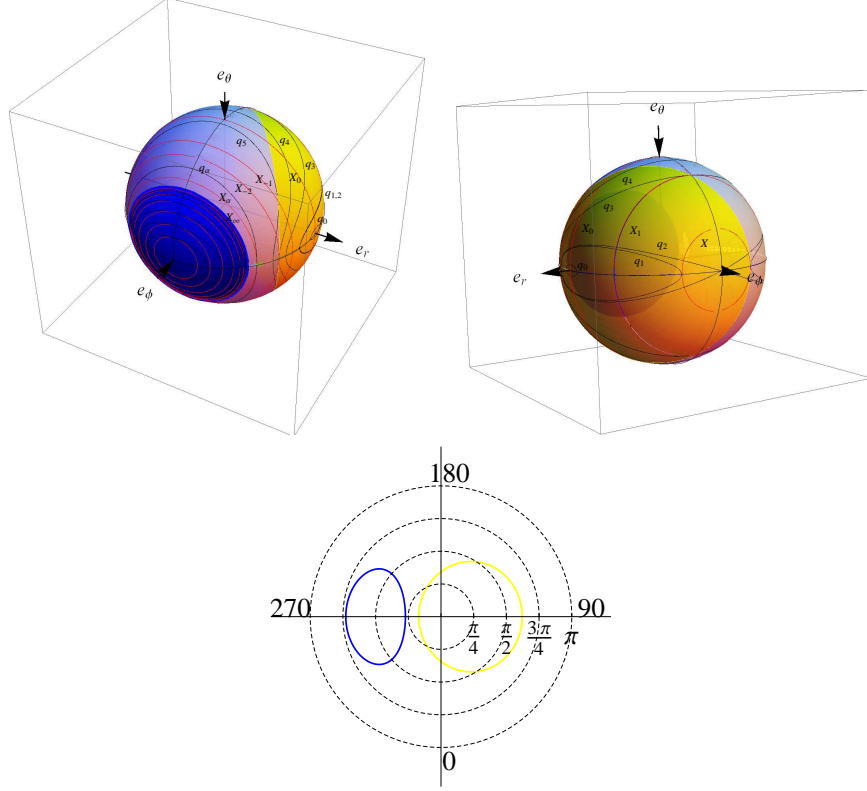 e_θ
q_4
q_5
q_3
q_α
X_{-1}
X_0
X_{-2}
q_{1,2}
X_α
X_∞
q_0
e_r
e_ϕ
e_θ
q_4
q_3
X_0
X_1
q_2
X
q_1
q_0
e_r
e_ϕ
180
270
90
π/4
π/2
3π/4
π
0